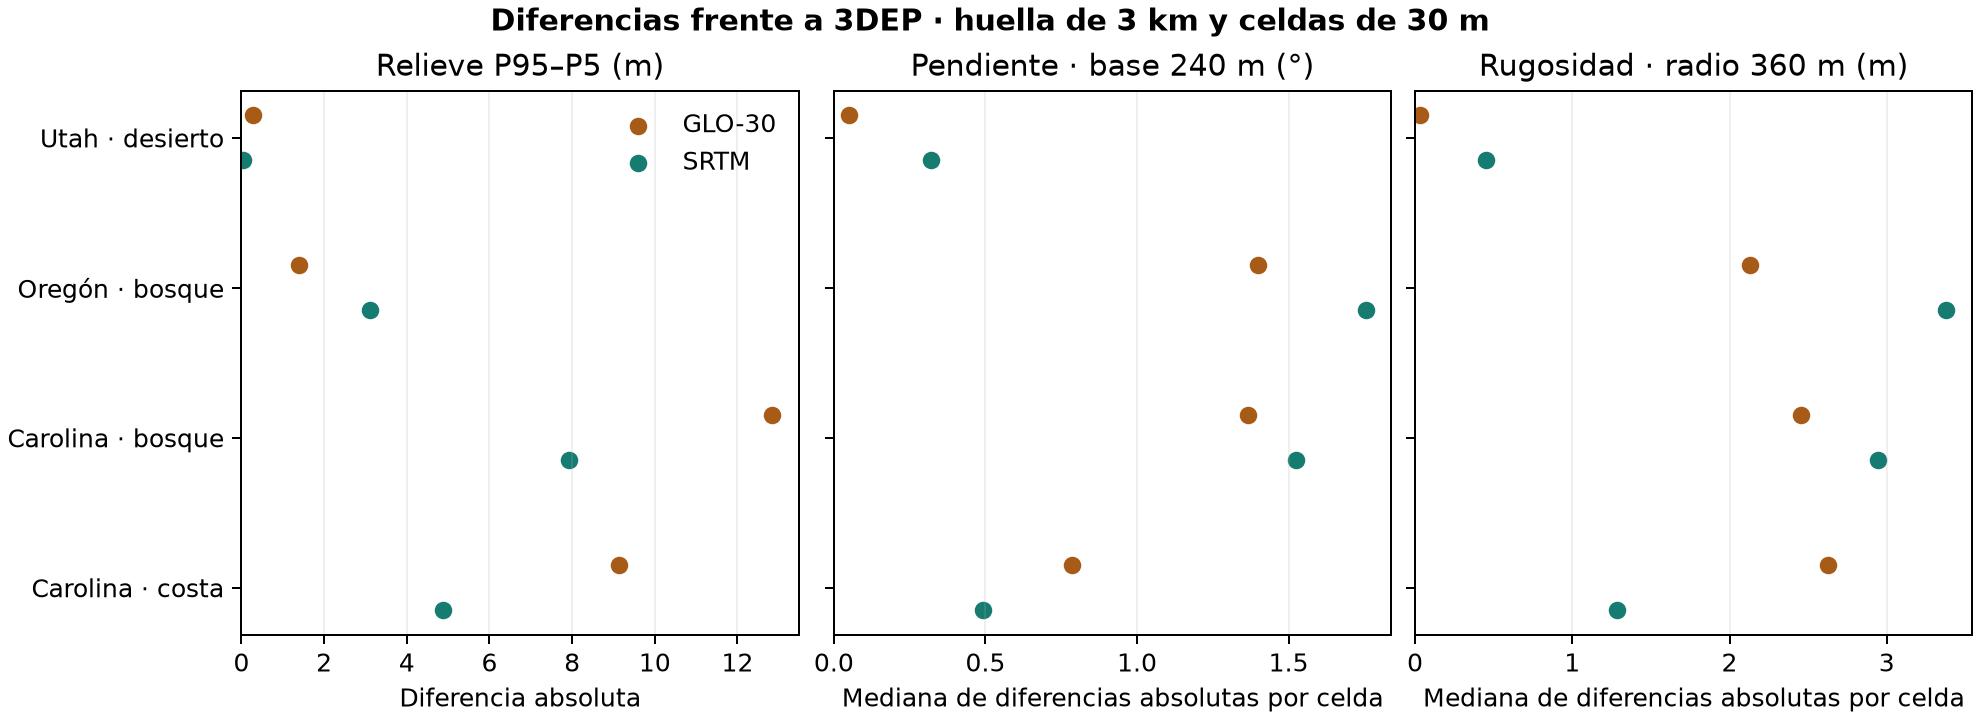 Diferencias frente a 3DEP · huella de 3 km y celdas de 30 m
Relieve P95–P5 (m)
Pendiente · base 240 m (°)
Rugosidad · radio 360 m (m)
GLO-30
SRTM
Utah · desierto
Oregón · bosque
Carolina · bosque
Carolina · costa
0 2 4 6 8 10 12
0.0 0.5 1.0 1.5
0 1 2 3
Diferencia absoluta
Mediana de diferencias absolutas por celda
Mediana de diferencias absolutas por celda